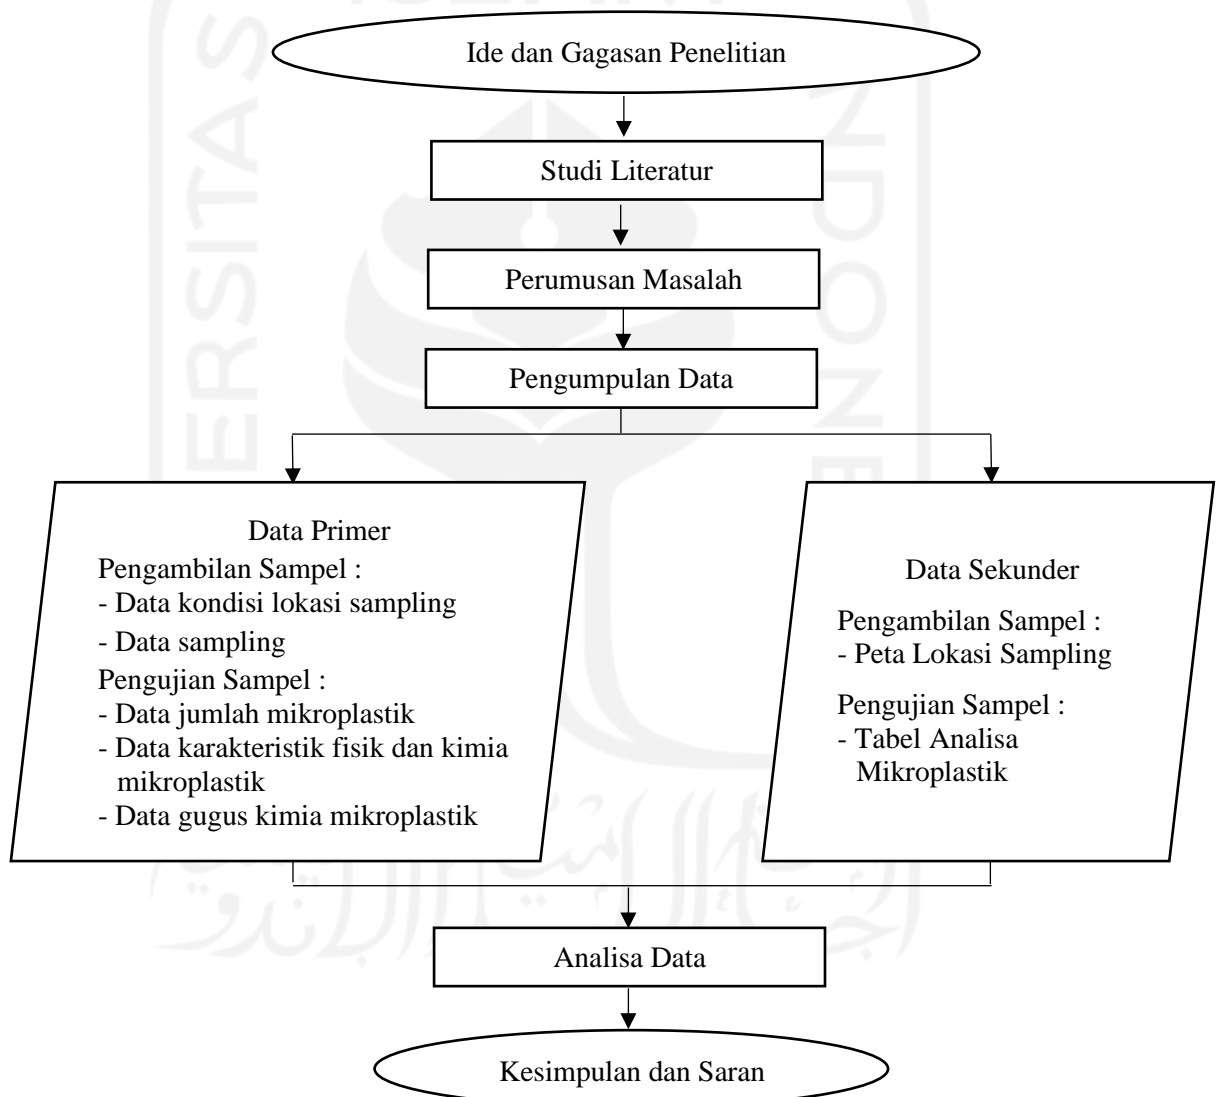 Ide dan Gagasan Penelitian
Studi Literatur
Perumusan Masalah
Pengumpulan Data
Data Primer
Pengambilan Sampel :
- Data kondisi lokasi sampling
- Data sampling
Pengujian Sampel :
- Data jumlah mikroplastik
- Data karakteristik fisik dan kimia
mikroplastik
- Data gugus kimia mikroplastik
Data Sekunder
Pengambilan Sampel :
- Peta Lokasi Sampling
Pengujian Sampel :
- Tabel Analisa
Mikroplastik
Analisa Data
Kesimpulan dan Saran